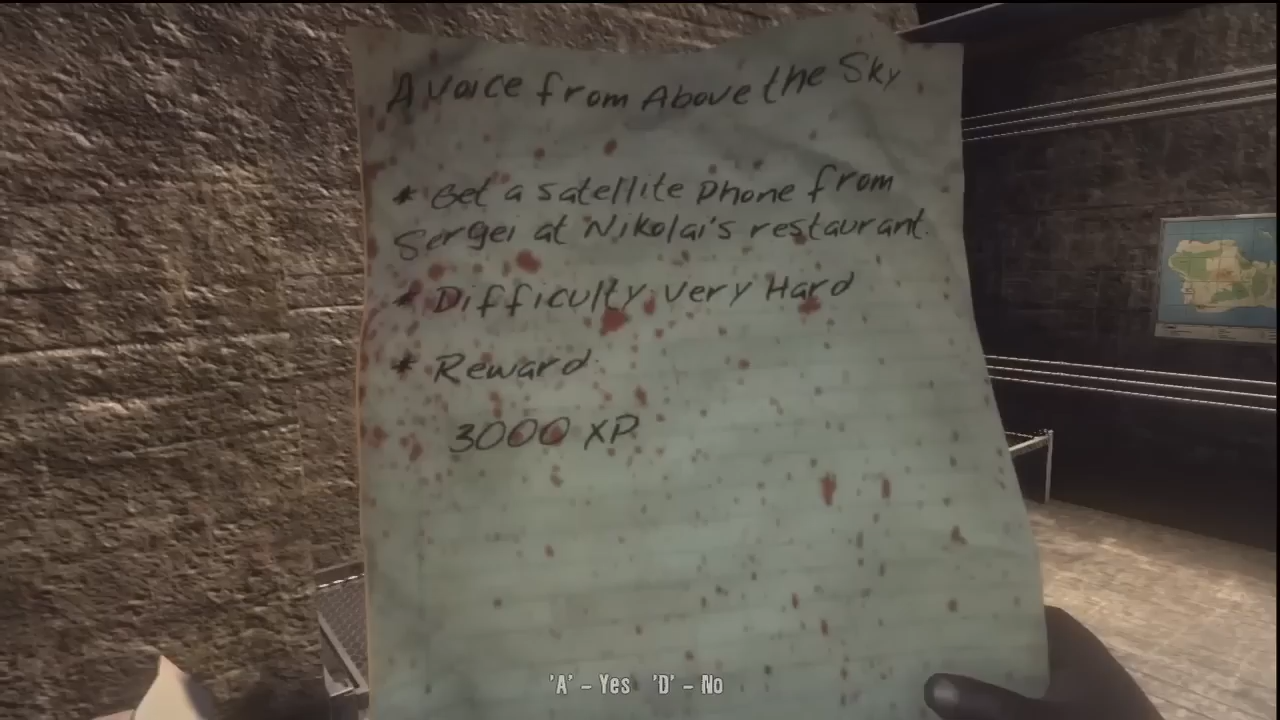 A voice from Above the Sky
* Get a satellite Phone from
Sergei at Nikolai's restaurant.
* Difficulty: Very Hard
* Reward:
3000 XP
'A' - Yes 'D' - No